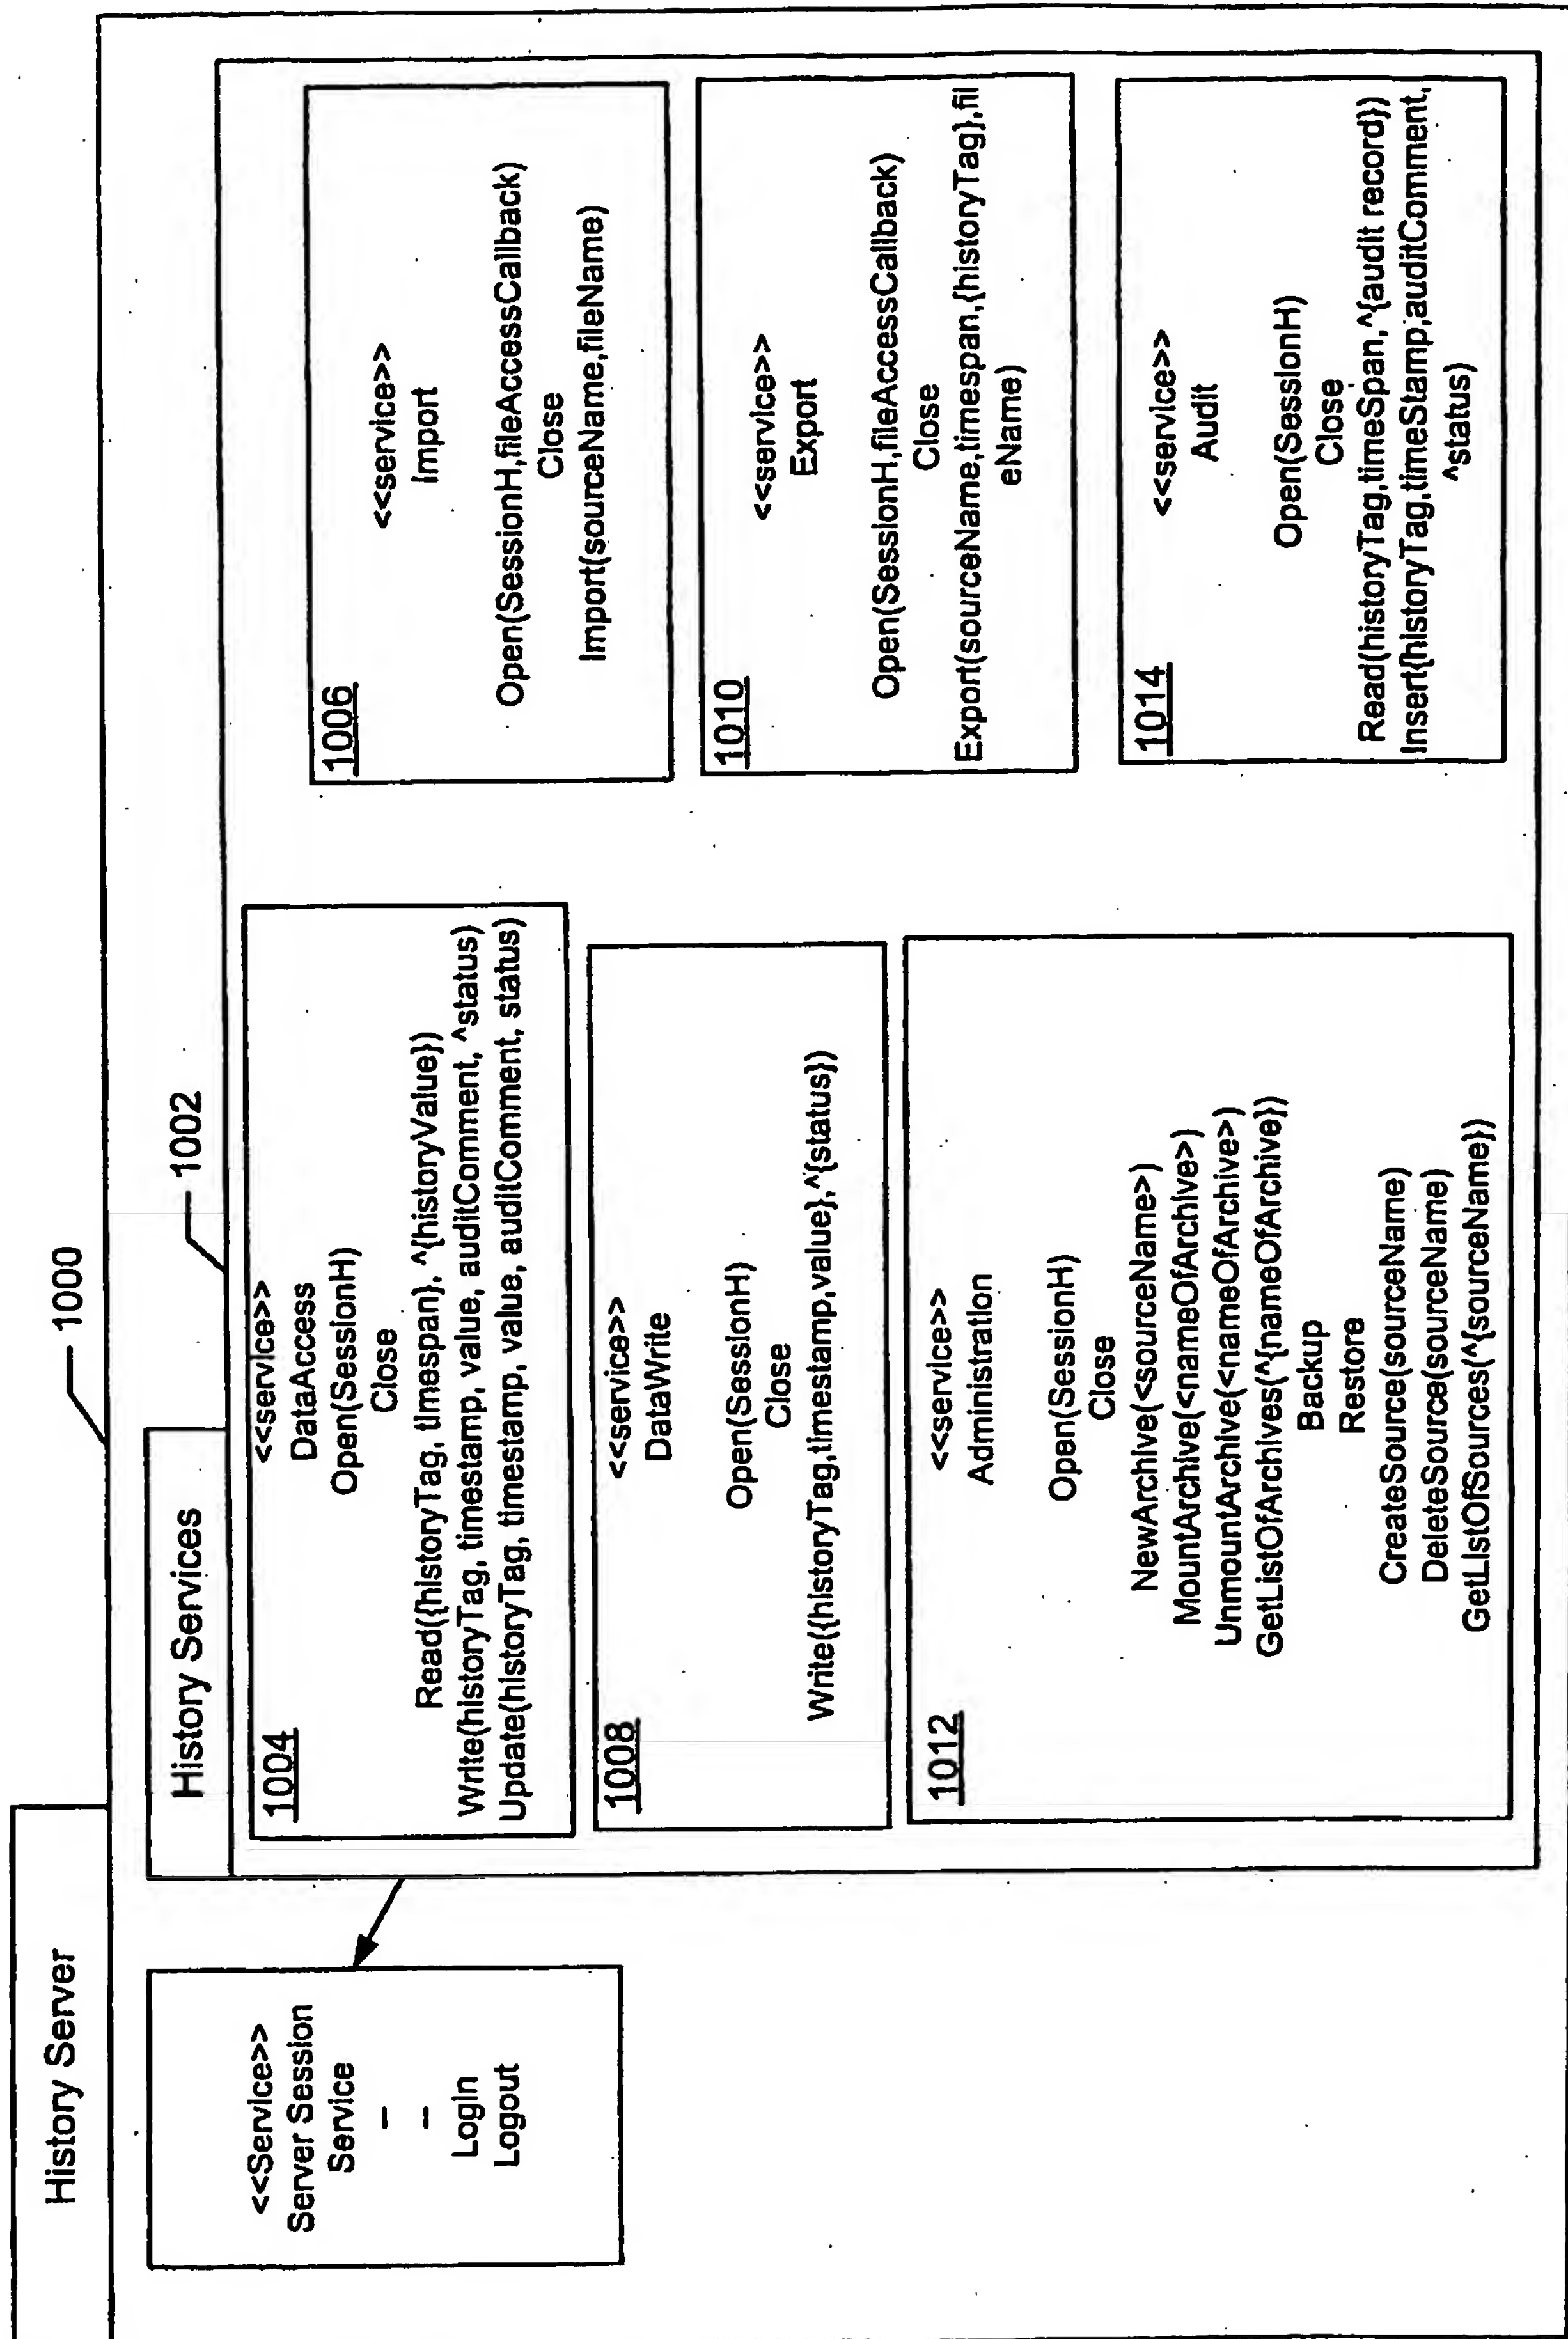 History Server
1000
<<Service>>
Server Session
Service
--
--
Login
Logout
History Services
1002
1004
<<service>>
DataAccess
Open(SessionH)
Close
Read({historyTag, timespan}, ^{historyValue})
Write(historyTag, timestamp, value, auditComment, ^status)
Update(historyTag, timestamp, value, auditComment, status)
1008
<<service>>
DataWrite
Open(SessionH)
Close
Write({historyTag,timestamp,value},^{status})
1012
<<service>>
Administration
Open(SessionH)
Close
NewArchive(<sourceName>)
MountArchive(<nameOfArchive>)
UnmountArchive(<nameOfArchive>)
GetListOfArchives(^{nameOfArchive})
Backup
Restore
CreateSource(sourceName)
DeleteSource(sourceName)
GetListOfSources(^{sourceName})
1006
<<service>>
Import
Open(SessionH,fileAccessCallback)
Close
Import(sourceName,fileName)
1010
<<service>>
Export
Open(SessionH,fileAccessCallback)
Close
Export(sourceName,timespan,{historyTag},fil
eName)
1014
<<service>>
Audit
Open(SessionH)
Close
Read(historyTag,timeSpan,^{audit record})
Insert{historyTag,timeStamp,auditComment,
^status)